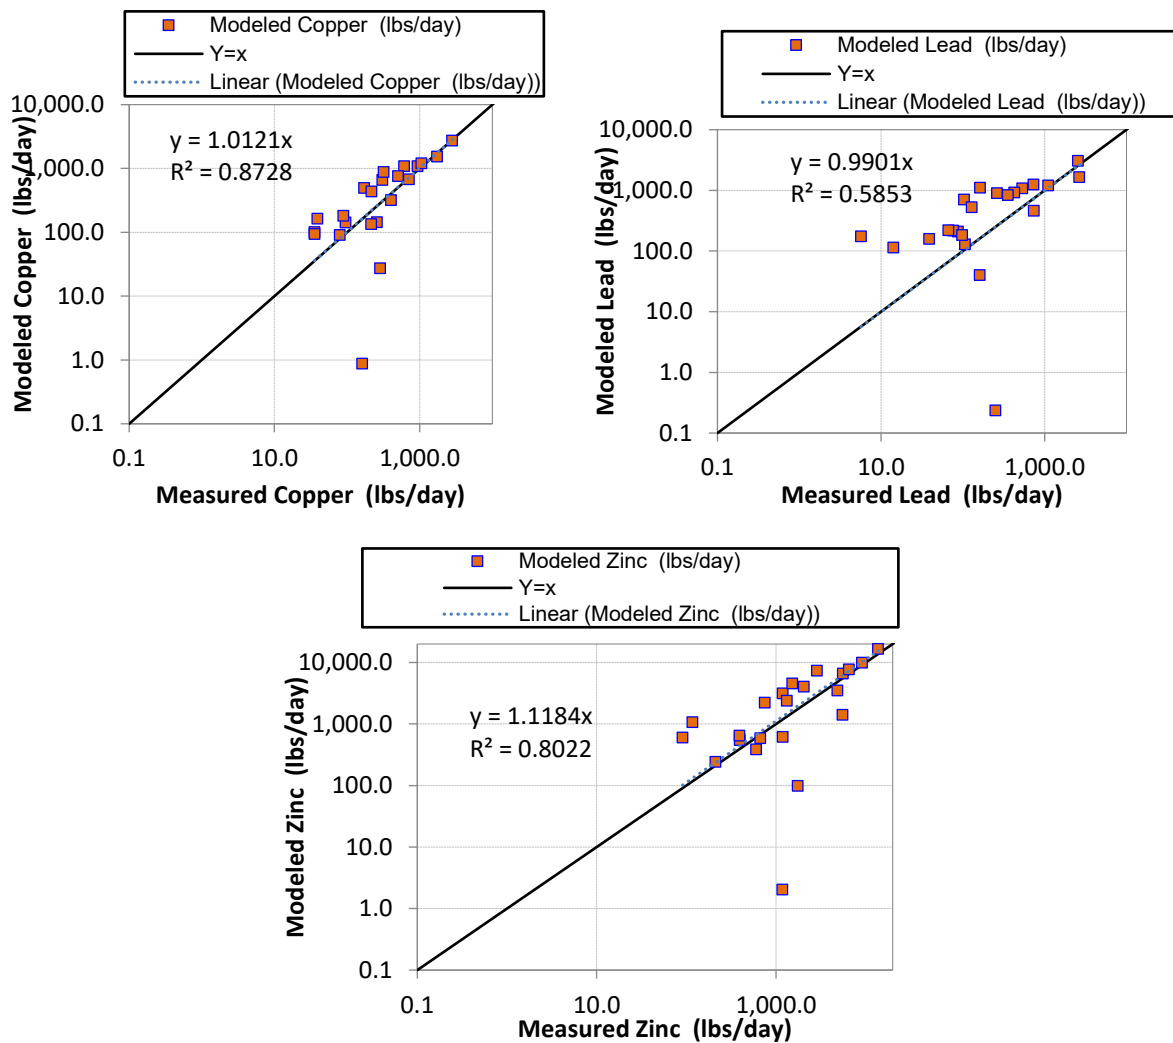 Modeled Copper (lbs/day)
Y=x
Linear (Modeled Copper (lbs/day))
10,000.0
1,000.0
100.0
10.0
1.0
0.1
Modeled Copper (lbs/day)
y = 1.0121x
R² = 0.8728
0.1
10.0
1,000.0
Measured Copper (lbs/day)
Modeled Lead (lbs/day)
Y=x
Linear (Modeled Lead (lbs/day))
10,000.0
1,000.0
100.0
10.0
1.0
0.1
Modeled Lead (lbs/day)
y = 0.9901x
R² = 0.5853
0.1
10.0
1,000.0
Measured Lead (lbs/day)
Modeled Zinc (lbs/day)
Y=x
Linear (Modeled Zinc (lbs/day))
10,000.0
1,000.0
100.0
10.0
1.0
0.1
Modeled Zinc (lbs/day)
y = 1.1184x
R² = 0.8022
0.1
10.0
1,000.0
Measured Zinc (lbs/day)